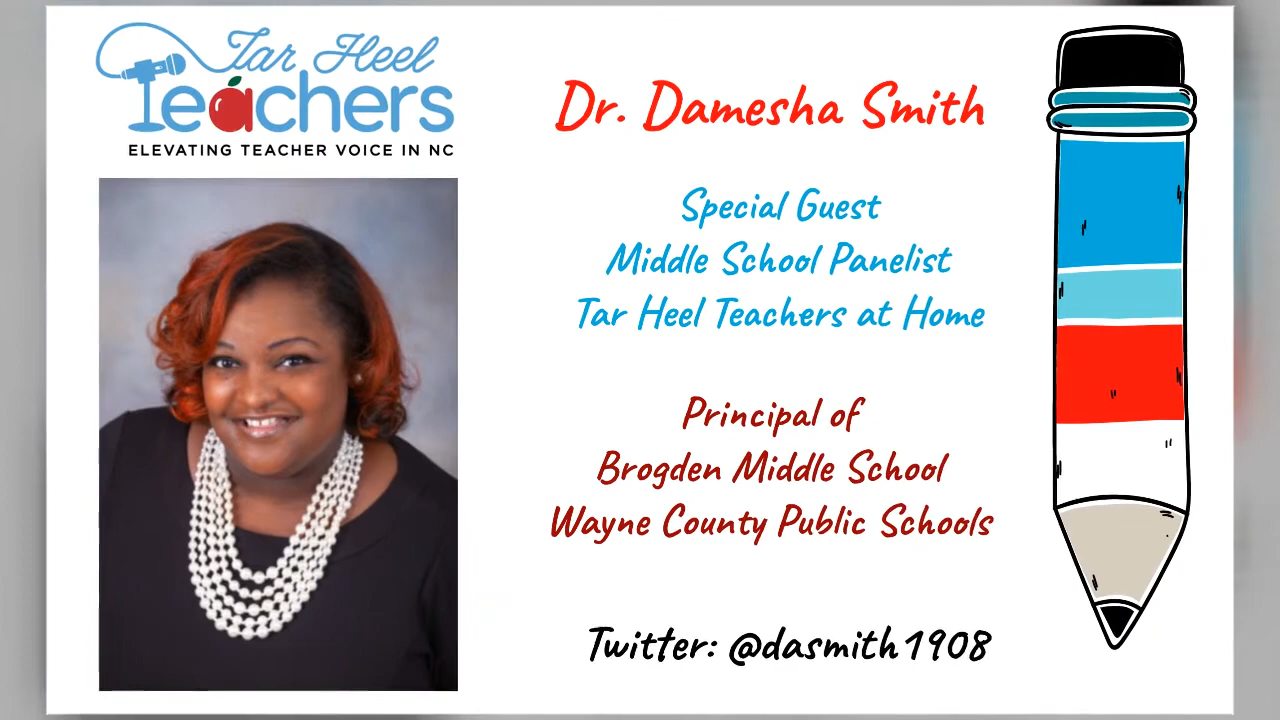 Tar Heel
Teachers
ELEVATING TEACHER VOICE IN NC
Dr. Damesha Smith
Special Guest
Middle School Panelist
Tar Heel Teachers at Home
Principal of
Brogden Middle School
Wayne County Public Schools
Twitter: @dasmith1908